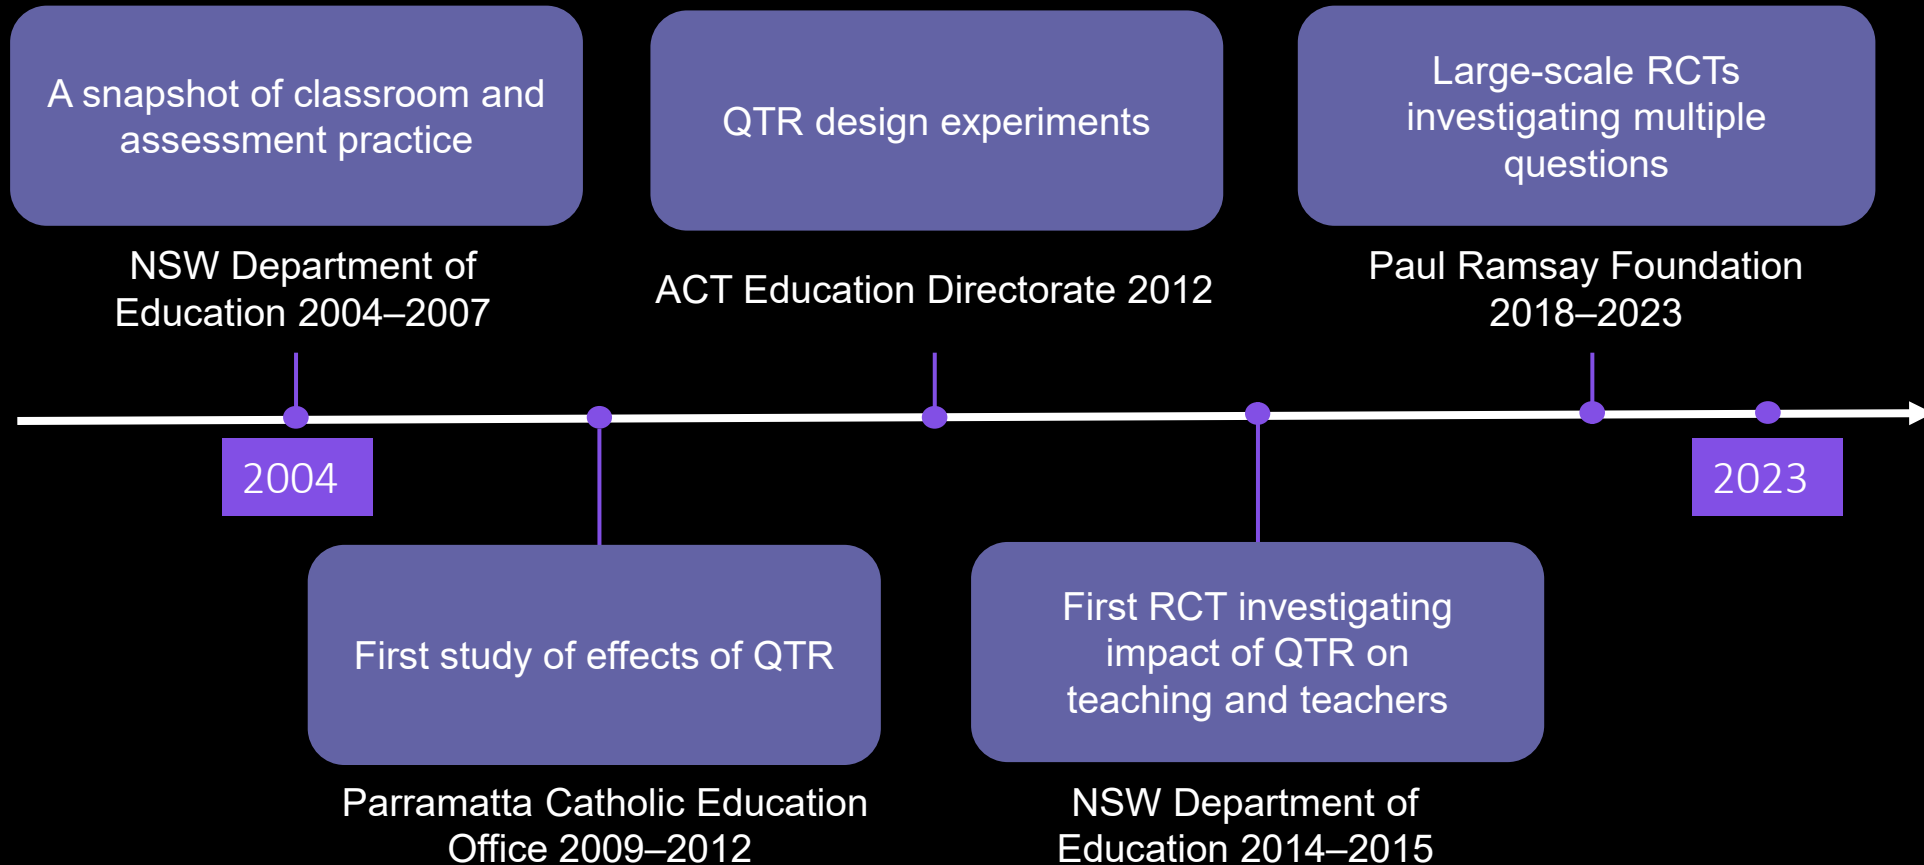 A snapshot of classroom and
assessment practice
NSW Department of
Education 2004–2007
QTR design experiments
ACT Education Directorate 2012
Large-scale RCTs
investigating multiple
questions
Paul Ramsay Foundation
2018–2023
2004
2023
First study of effects of QTR
Parramatta Catholic Education
Office 2009–2012
First RCT investigating
impact of QTR on
teaching and teachers
NSW Department of
Education 2014–2015